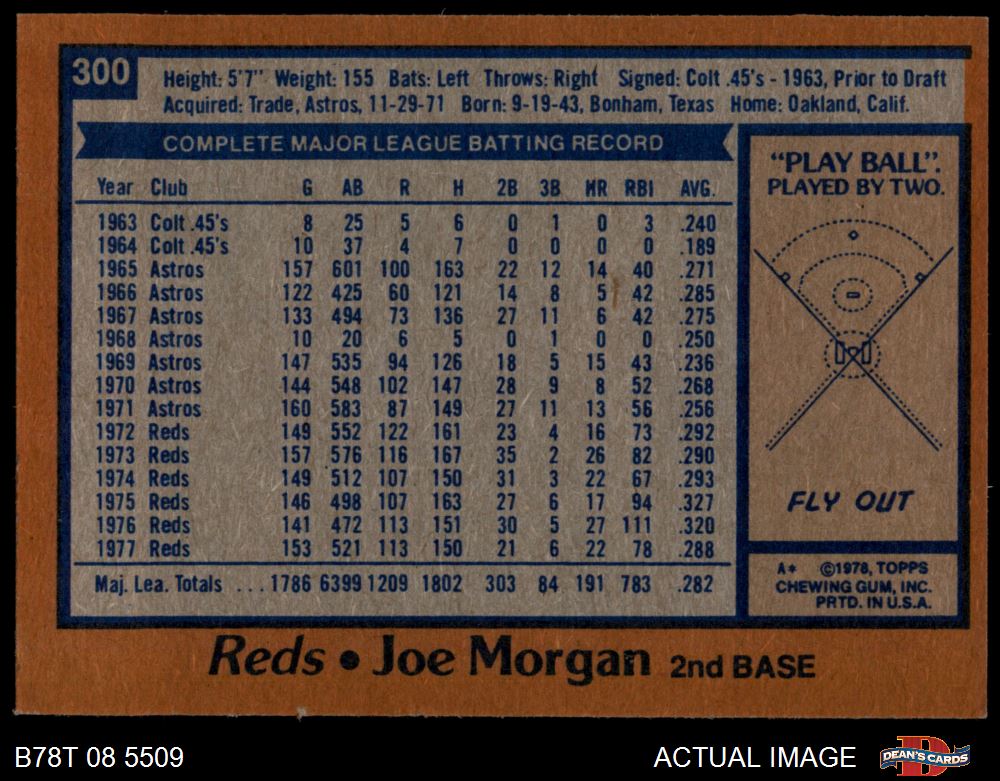 300
Height: 5'7" Weight: 155 Bats: Left Throws: Right Signed: Colt .45's - 1963, Prior to Draft
Acquired: Trade, Astros, 11-29-71 Born: 9-19-43, Bonham, Texas Home: Oakland, Calif.
COMPLETE MAJOR LEAGUE BATTING RECORD
Year Club G AB R H 2B 3B HR RBI AVG.
1963 Colt .45's 8 25 5 6 0 1 0 3 .240
1964 Colt .45's 10 37 4 7 0 0 0 0 .189
1965 Astros 157 601 100 163 22 12 14 40 .271
1966 Astros 122 425 60 121 14 8 5 42 .285
1967 Astros 133 494 73 136 27 11 6 42 .275
1968 Astros 10 20 6 5 0 1 0 0 .250
1969 Astros 147 535 94 126 18 5 15 43 .236
1970 Astros 144 548 102 147 28 9 8 52 .268
1971 Astros 160 583 87 149 27 11 13 56 .256
1972 Reds 149 552 122 161 23 4 16 73 .292
1973 Reds 157 576 116 167 35 2 26 82 .290
1974 Reds 149 512 107 150 31 3 22 67 .293
1975 Reds 146 498 107 163 27 6 17 94 .327
1976 Reds 141 472 113 151 30 5 27 111 .320
1977 Reds 153 521 113 150 21 6 22 78 .288
Maj. Lea. Totals ... 1786 6399 1209 1802 303 84 191 783 .282
"PLAY BALL".
PLAYED BY TWO.
FLY OUT
A* ©1978, TOPPS
CHEWING GUM, INC.
PRTD. IN U.S.A.
Reds • Joe Morgan 2nd BASE
B78T 08 5509
ACTUAL IMAGE
DEAN'S CARDS